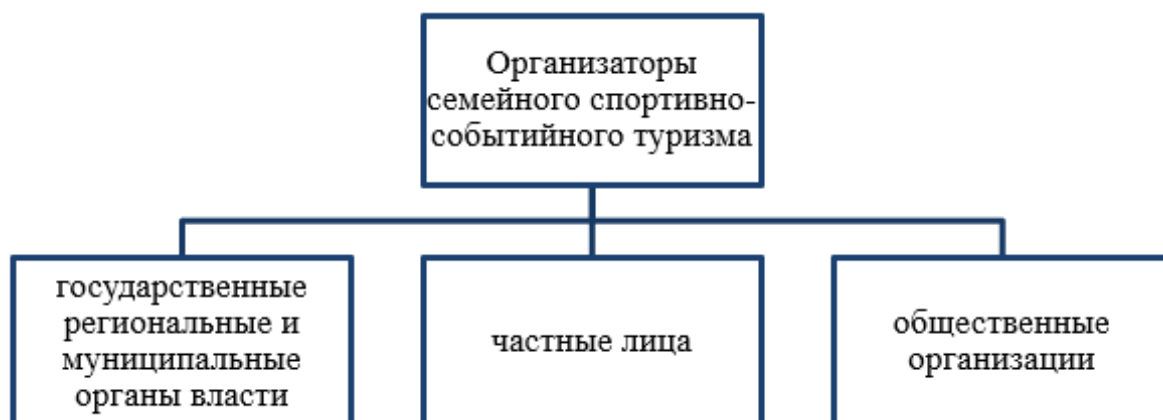 Организаторы
семейного спортивно-
событийного туризма
государственные
региональные и
муниципальные
органы власти
частные лица
общественные
организации